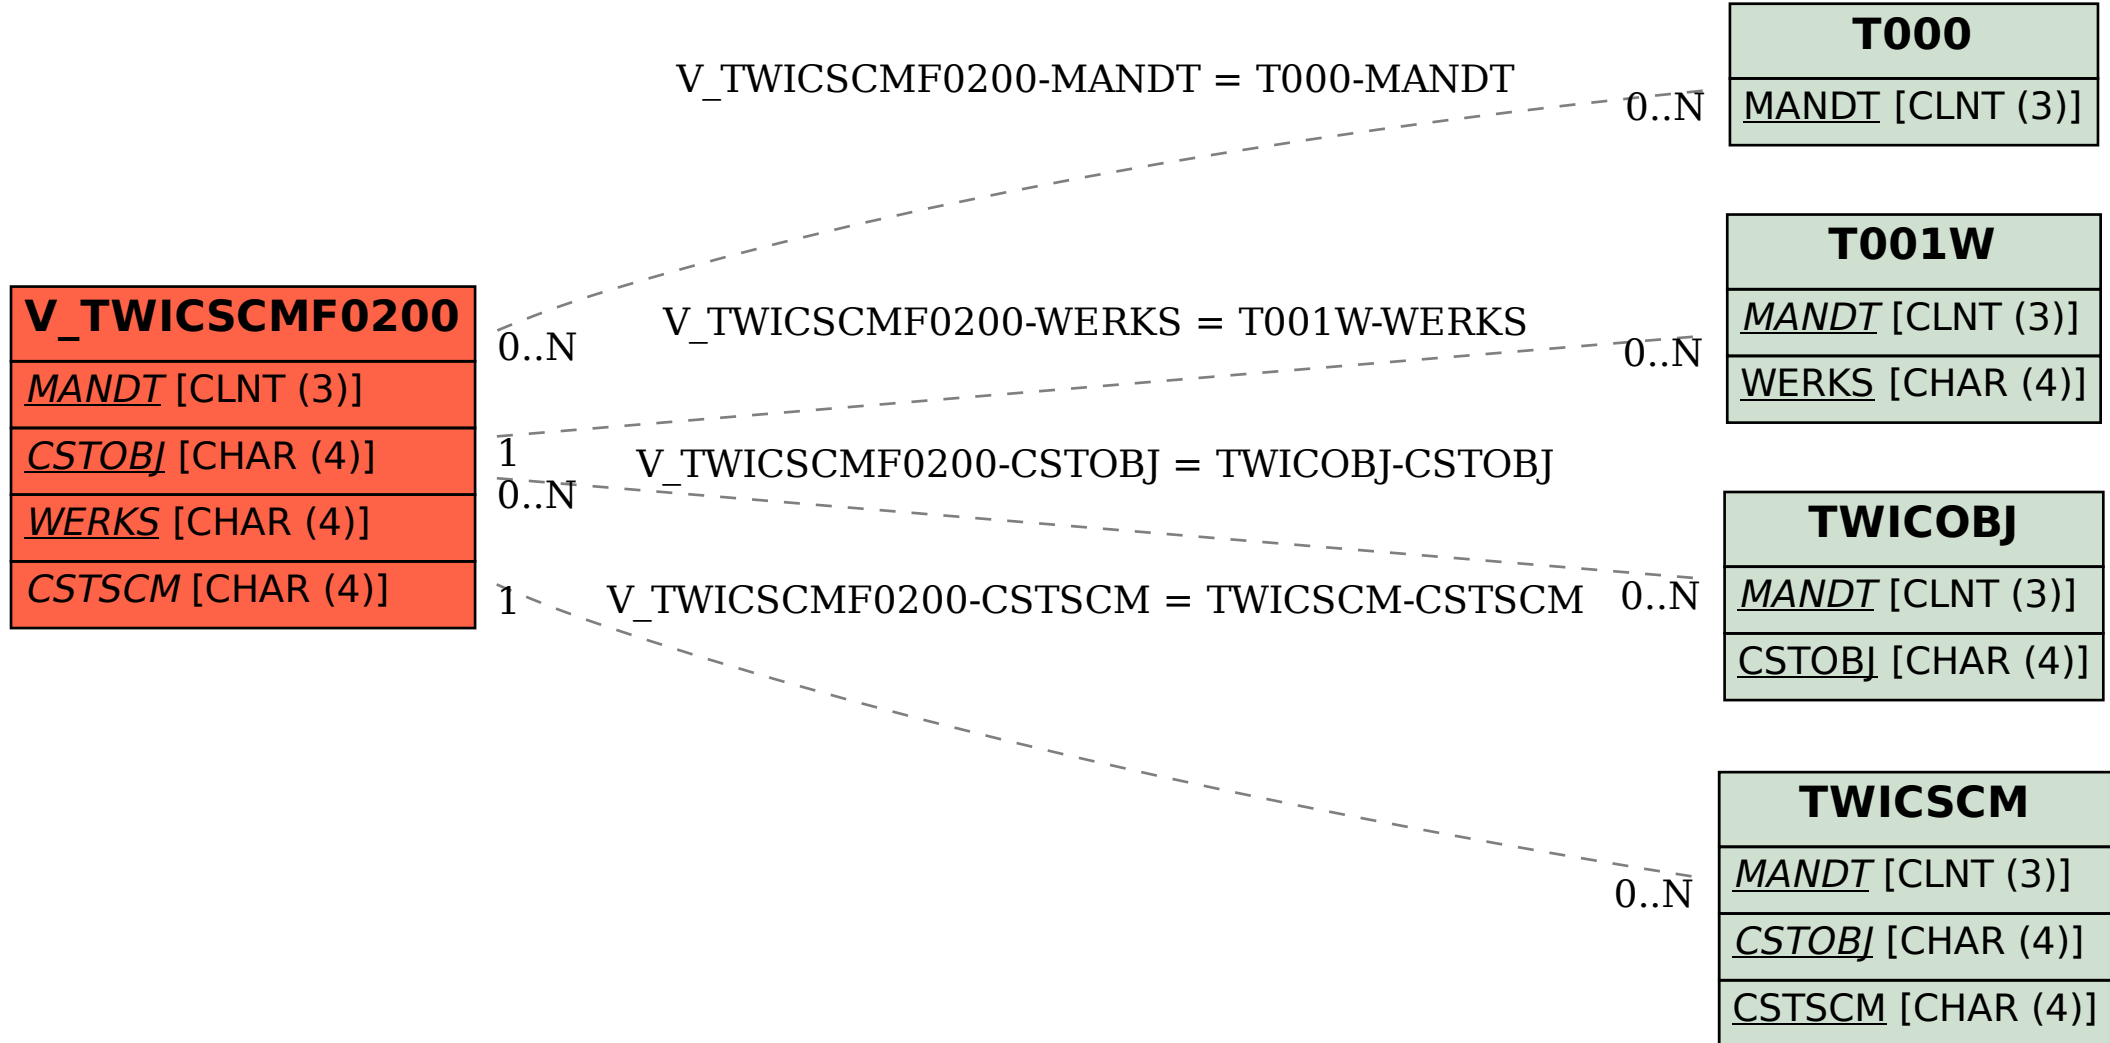 V_TWICSCMF0200
MANDT [CLNT (3)]
CSTOBJ [CHAR (4)]
WERKS [CHAR (4)]
CSTSCM [CHAR (4)]
V_TWICSCMF0200-MANDT = T000-MANDT
0..N
0..N
V_TWICSCMF0200-WERKS = T001W-WERKS
1
0..N
V_TWICSCMF0200-CSTOBJ = TWICOBJ-CSTOBJ
0..N
0..N
V_TWICSCMF0200-CSTSCM = TWICSCM-CSTSCM
1
0..N
T000
MANDT [CLNT (3)]
T001W
MANDT [CLNT (3)]
WERKS [CHAR (4)]
TWICOBJ
MANDT [CLNT (3)]
CSTOBJ [CHAR (4)]
TWICSCM
MANDT [CLNT (3)]
CSTOBJ [CHAR (4)]
CSTSCM [CHAR (4)]